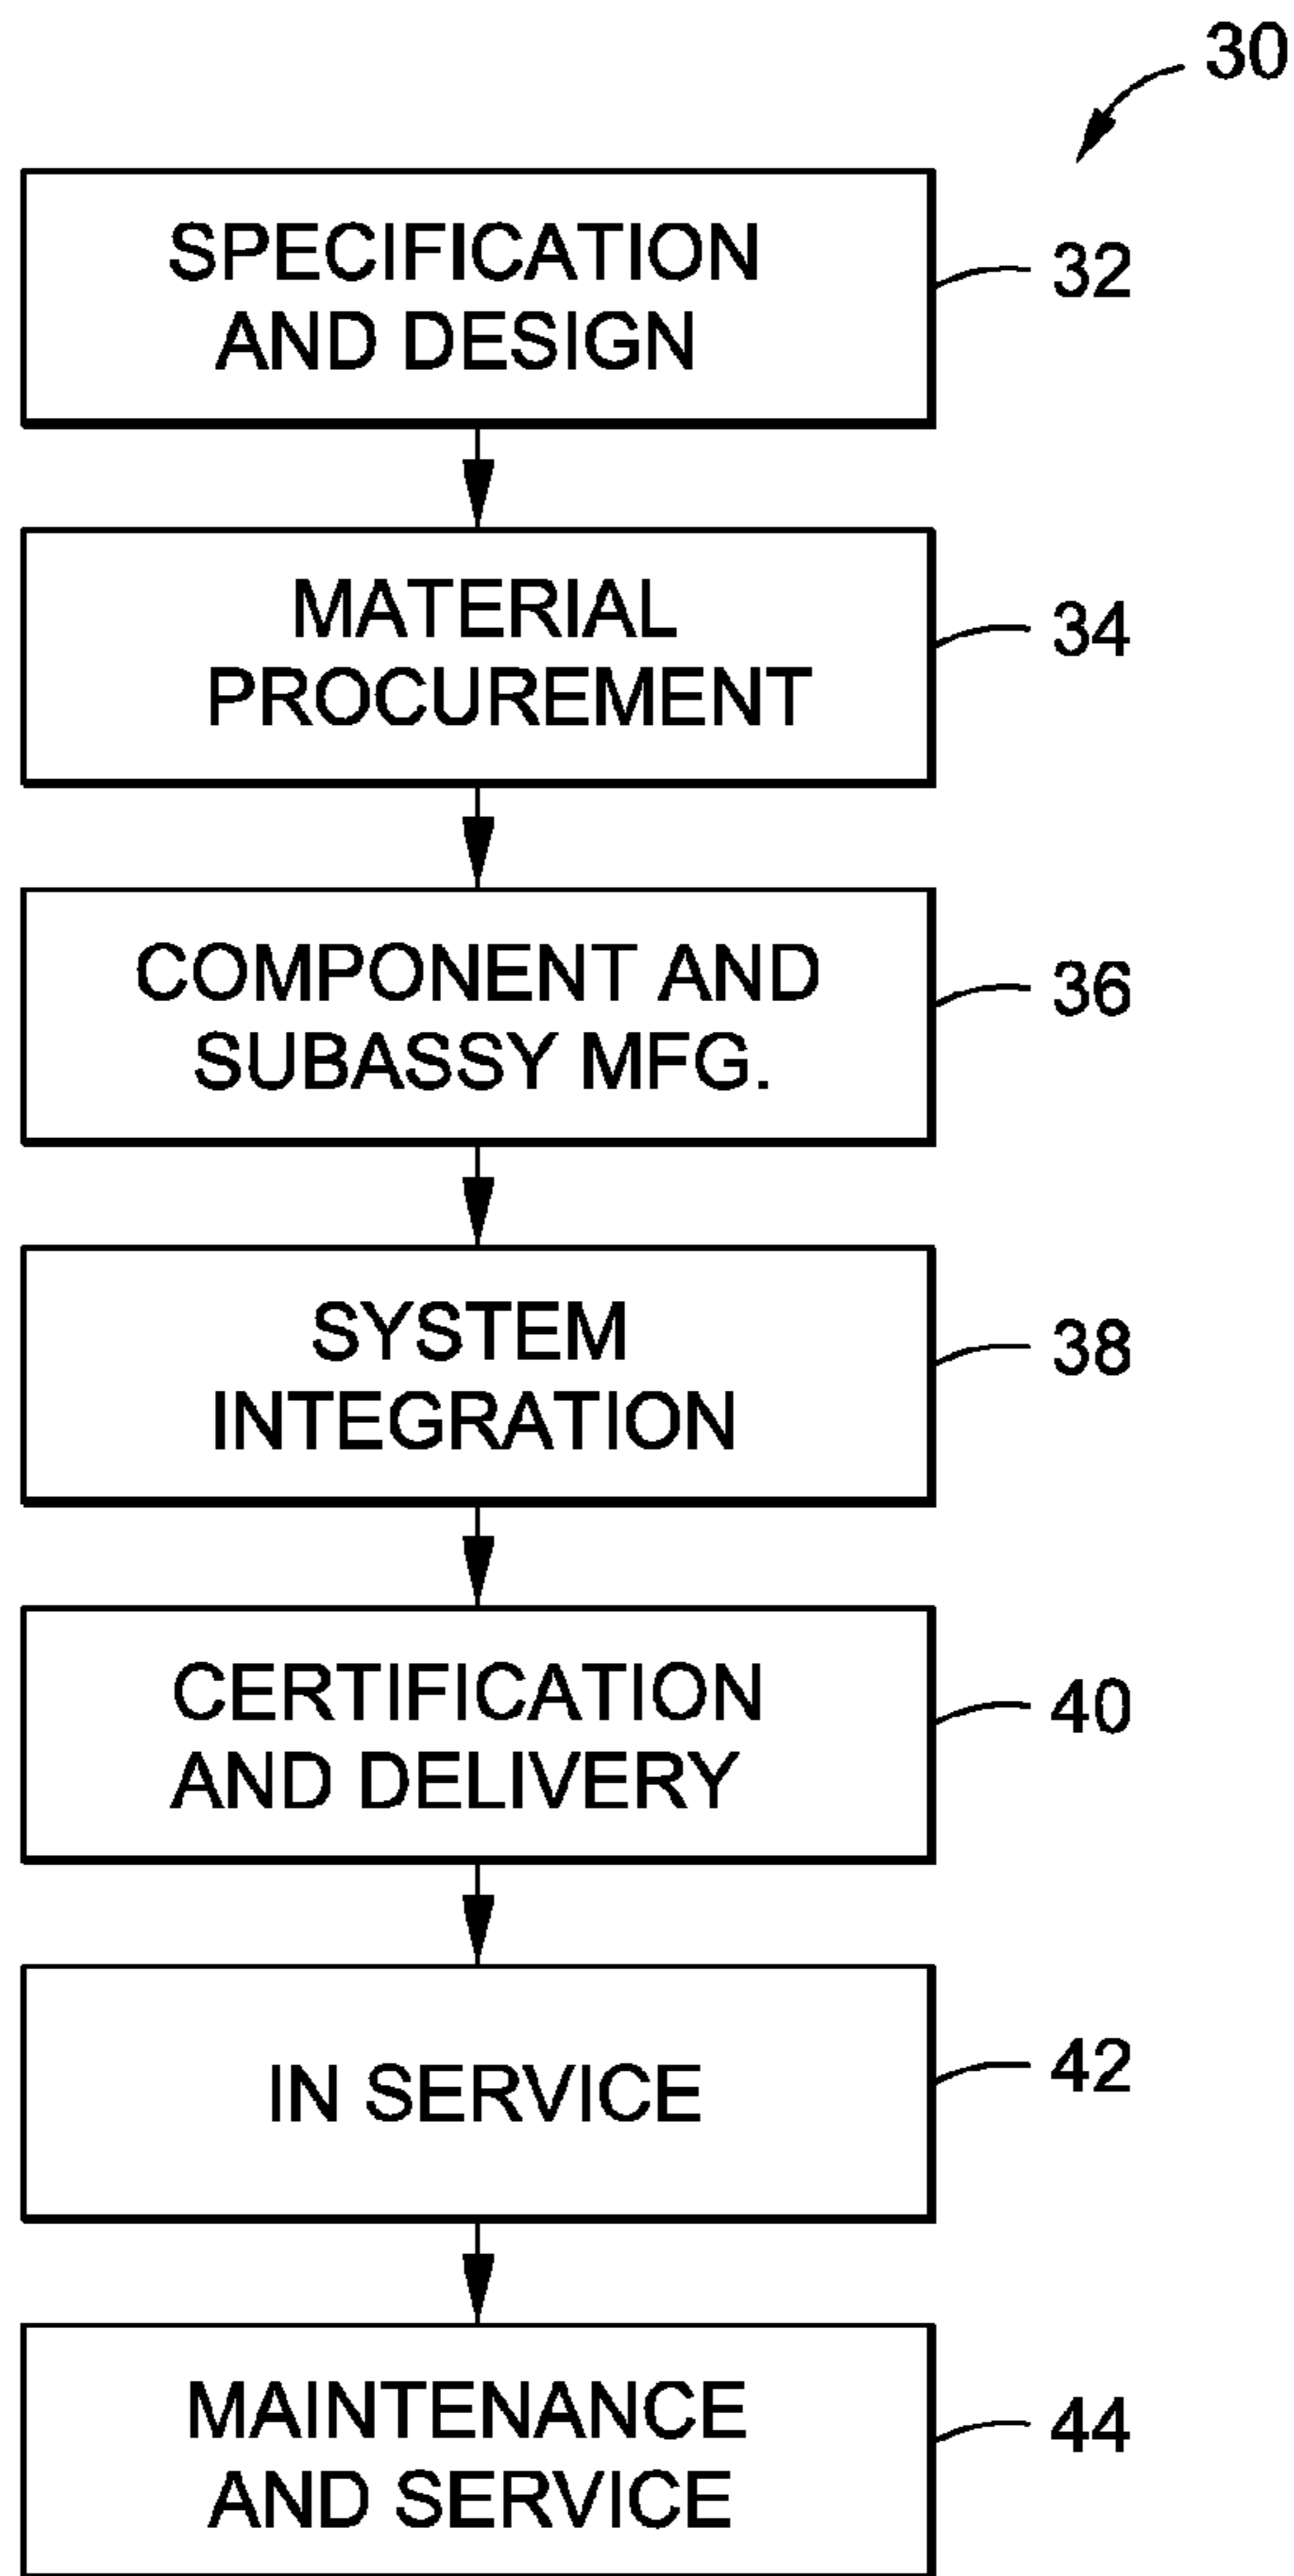 30
SPECIFICATION
AND DESIGN
32
MATERIAL
PROCUREMENT
34
COMPONENT AND
SUBASSY MFG.
36
SYSTEM
INTEGRATION
38
CERTIFICATION
AND DELIVERY
40
IN SERVICE
42
MAINTENANCE
AND SERVICE
44